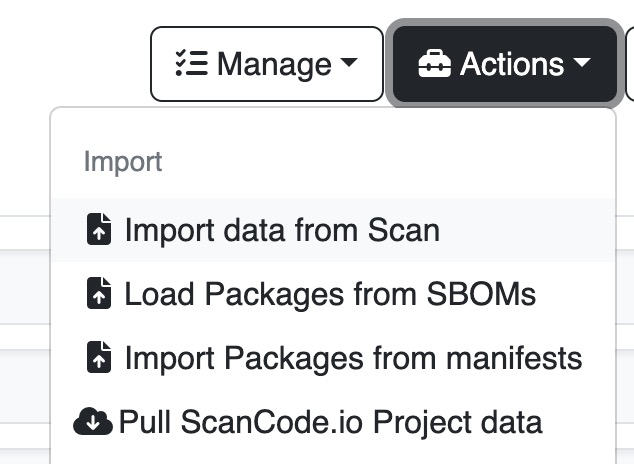 Manage
Actions
Import
Import data from Scan
Load Packages from SBOMs
Import Packages from manifests
Pull ScanCode.io Project data